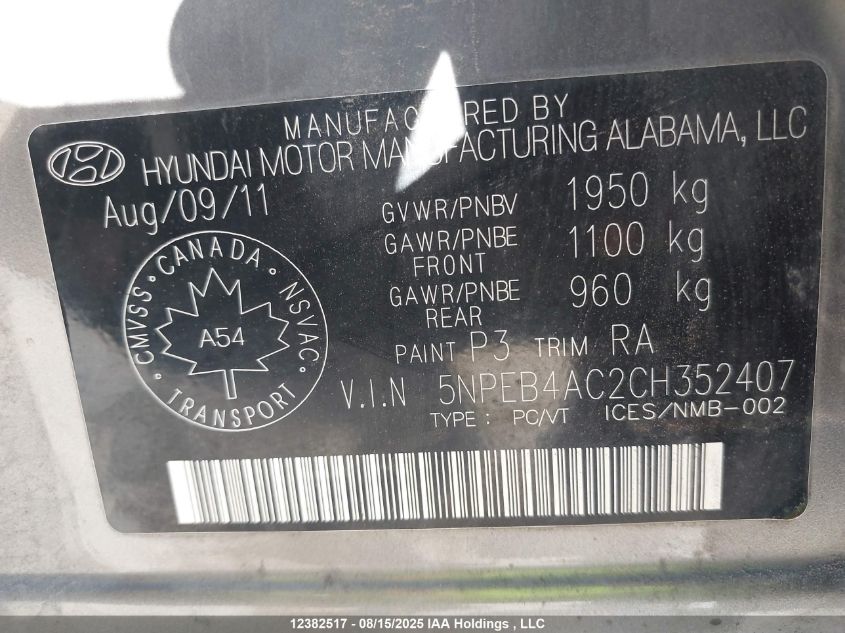 MANUFACTURED BY
HYUNDAI MOTOR MANUFACTURING ALABAMA, LLC
Aug/09/11
GVWR/PNBV 1950 kg
GAWR/PNBE FRONT 1100 kg
GAWR/PNBE REAR 960 kg
PAINT P3 TRIM RA
V.I.N 5NPEB4AC2CH352407
TYPE : PC/VT ICES/NMB-002
CANADA
CMVSS NSVAC
A54
TRANSPORT
12382517 - 08/15/2025 IAA Holdings , LLC